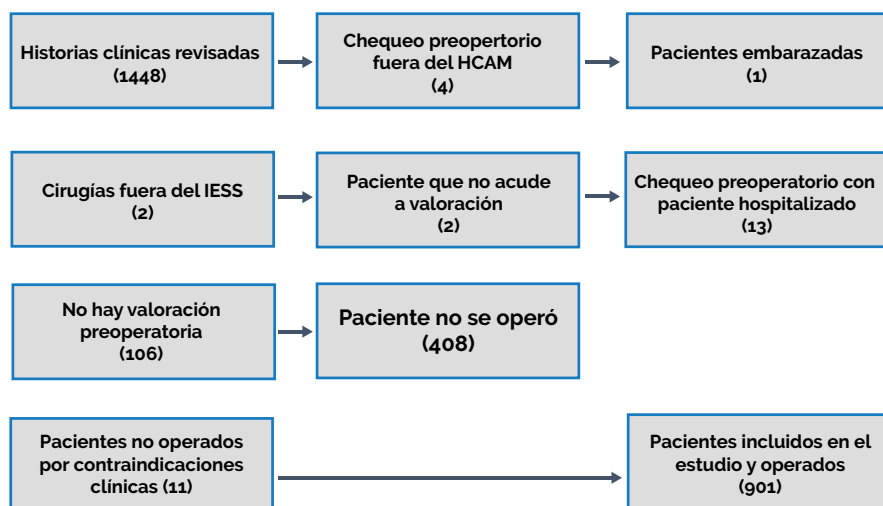 Historias clínicas revisadas
(1448)
Chequeo preopertorio
fuera del HCAM
(4)
Pacientes embarazadas
(1)
Cirugías fuera del IESS
(2)
Paciente que no acude
a valoración
(2)
Chequeo preoperatorio con
paciente hospitalizado
(13)
No hay valoración
preoperatoria
(106)
Paciente no se operó
(408)
Pacientes no operados
por contraindicaciones
clínicas (11)
Pacientes incluidos en el
estudio y operados
(901)